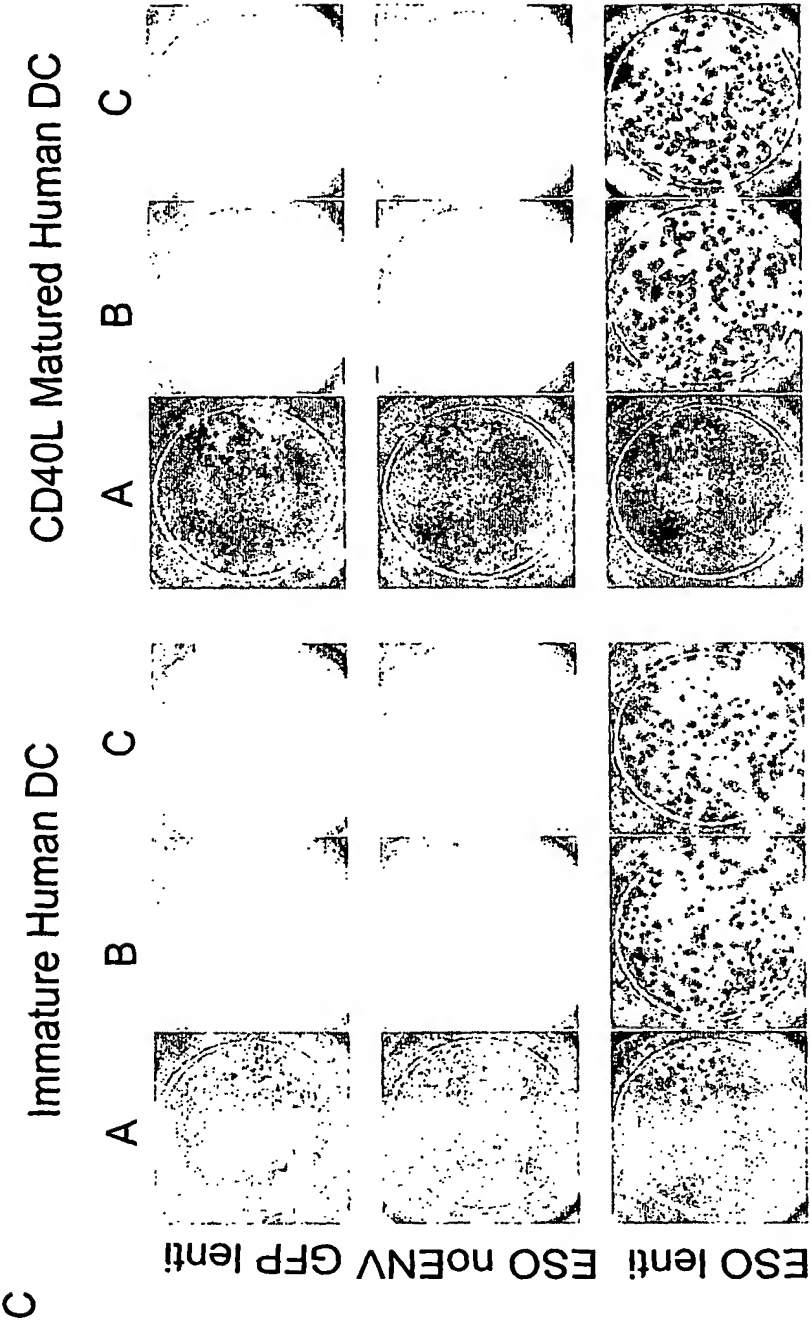 C
Immature Human DC
CD40L Matured Human DC
A B C
A B C
GFP lenti
ESO noENV
ESO lenti